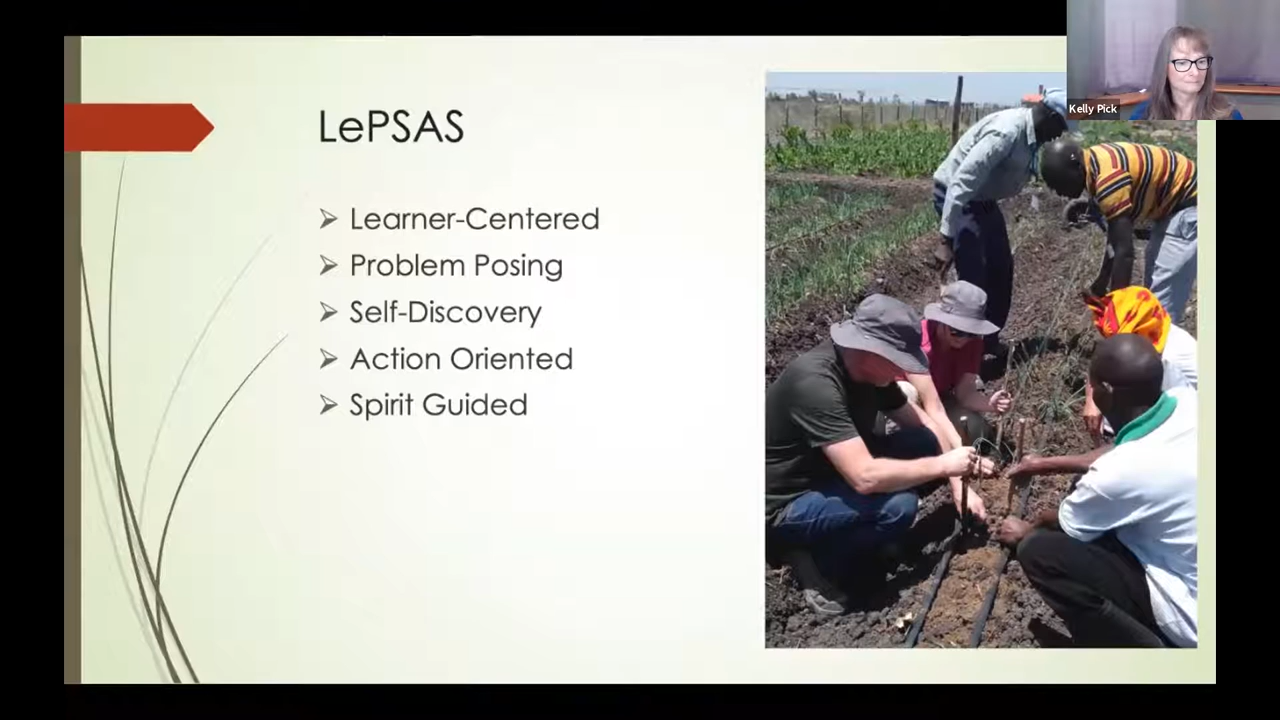 LePSAS
Learner-Centered
Problem Posing
Self-Discovery
Action Oriented
Spirit Guided
Kelly Pick